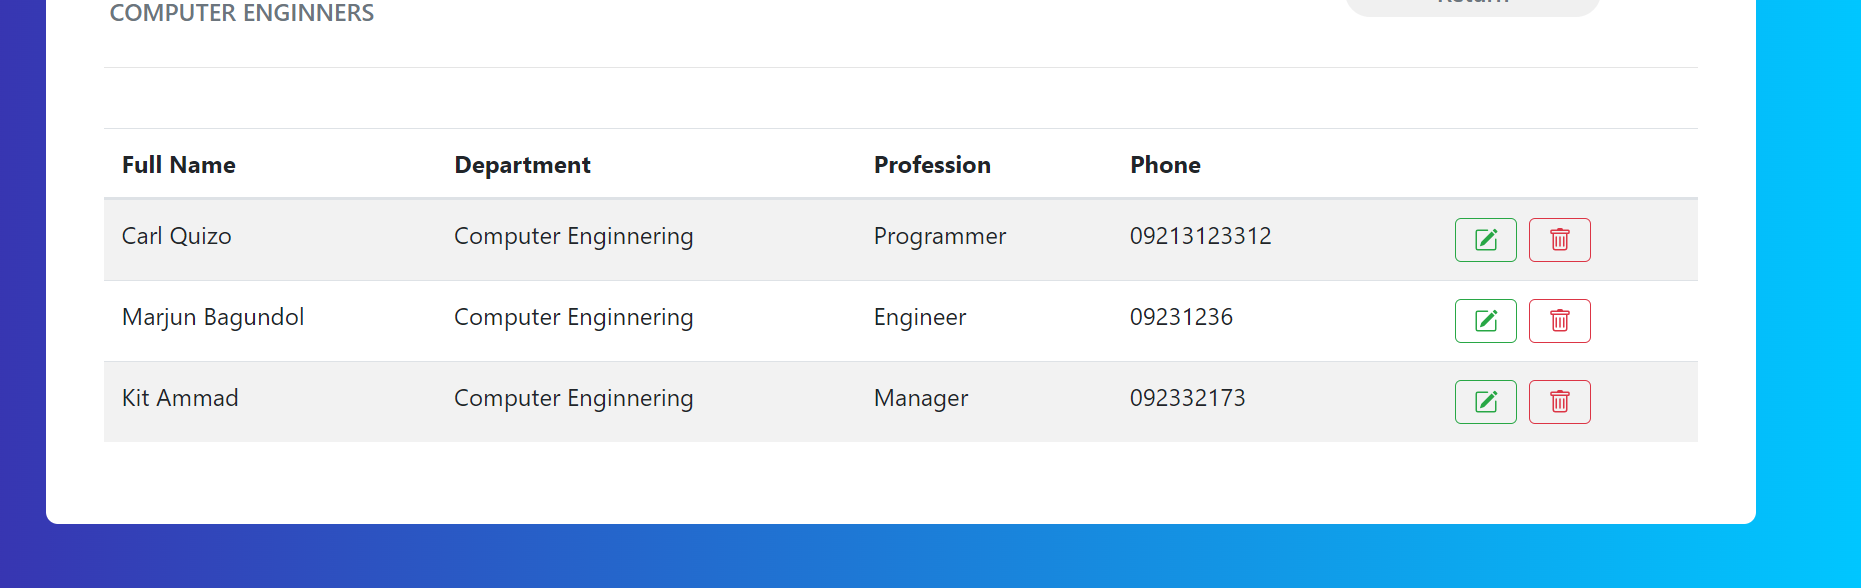 COMPUTER ENGINNERS
Full Name Department Profession Phone
Carl Quizo Computer Enginnering Programmer 09213123312
Marjun Bagundol Computer Enginnering Engineer 09231236
Kit Ammad Computer Enginnering Manager 092332173